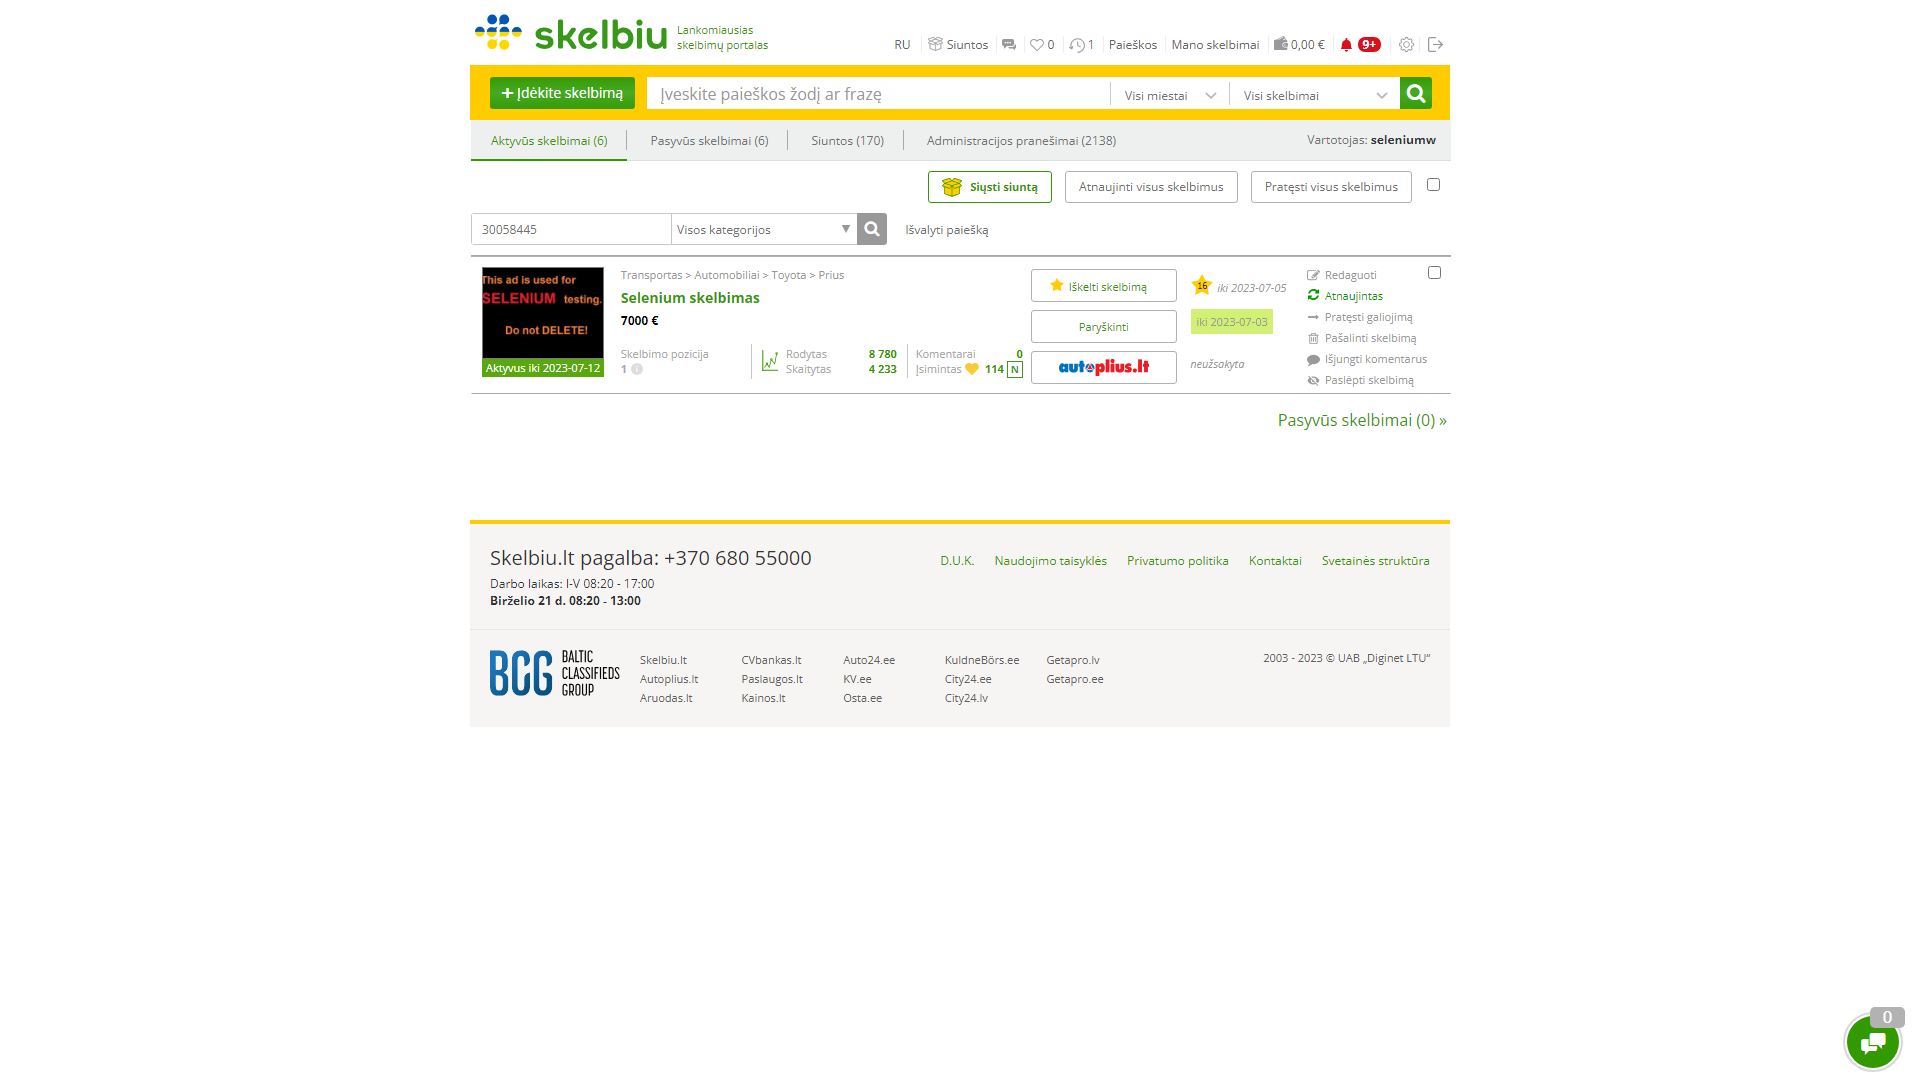 skelbiu
Lankomiausias
skelbimų portalas
RU
Siuntos
0
1
Paieškos
Mano skelbimai
0,00 €
9+
+ Įdėkite skelbimą
Įveskite paieškos žodį ar frazę
Visi miestai
Visi skelbimai
Aktyvūs skelbimai (6)
Pasyvūs skelbimai (6)
Siuntos (170)
Administracijos pranešimai (2138)
Vartotojas: seleniumw
Siųsti siuntą
Atnaujinti visus skelbimus
Pratęsti visus skelbimus
30058445
Visos kategorijos
Išvalyti paiešką
This ad is used for
SELENIUM testing.
Do not DELETE!
Aktyvus iki 2023-07-12
Transportas > Automobiliai > Toyota > Prius
Selenium skelbimas
7000 €
Skelbimo pozicija
1
Rodytas 8 780
Skaitytas 4 233
Komentarai 0
Įsimintas 114 N
Iškelti skelbimą
16 iki 2023-07-05
Paryškinti
iki 2023-07-03
autoplius.lt
neužsakyta
Redaguoti
Atnaujintas
Pratęsti galiojimą
Pašalinti skelbimą
Išjungti komentarus
Paslėpti skelbimą
Pasyvūs skelbimai (0) »
Skelbiu.lt pagalba: +370 680 55000
Darbo laikas: I-V 08:20 - 17:00
Birželio 21 d. 08:20 - 13:00
D.U.K.
Naudojimo taisyklės
Privatumo politika
Kontaktai
Svetainės struktūra
BCG
BALTIC
CLASSIFIEDS
GROUP
Skelbiu.lt
Autoplius.lt
Aruodas.lt
CVbankas.lt
Paslaugos.lt
Kainos.lt
Auto24.ee
KV.ee
Osta.ee
KuldneBörs.ee
City24.ee
City24.lv
Getapro.lv
Getapro.ee
2003 - 2023 © UAB „Diginet LTU“
0